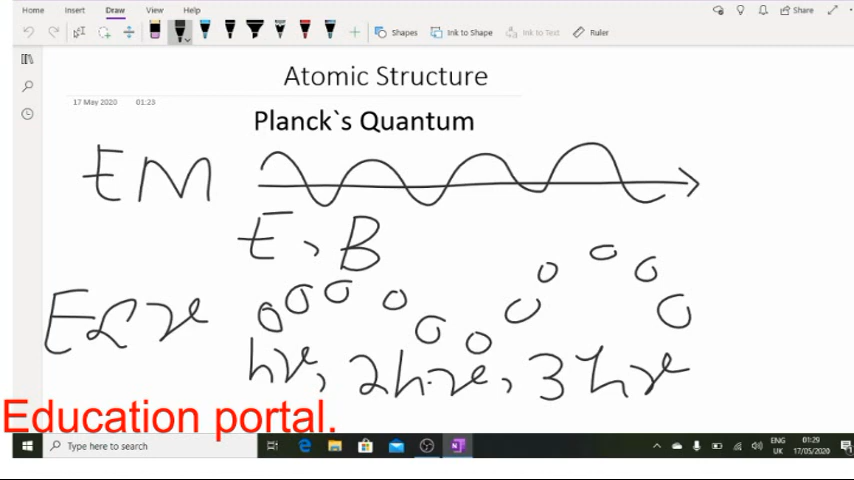 Home Insert Draw View Help Share
Shapes Ink to Shape Ink to Text Ruler
Atomic Structure
17 May 2020 01:23
Planck`s Quantum
EM
E, B
E∝ν
hν, 2hν, 3hν
Education portal.
Type here to search
ENG 01:29
UK 17/05/2020